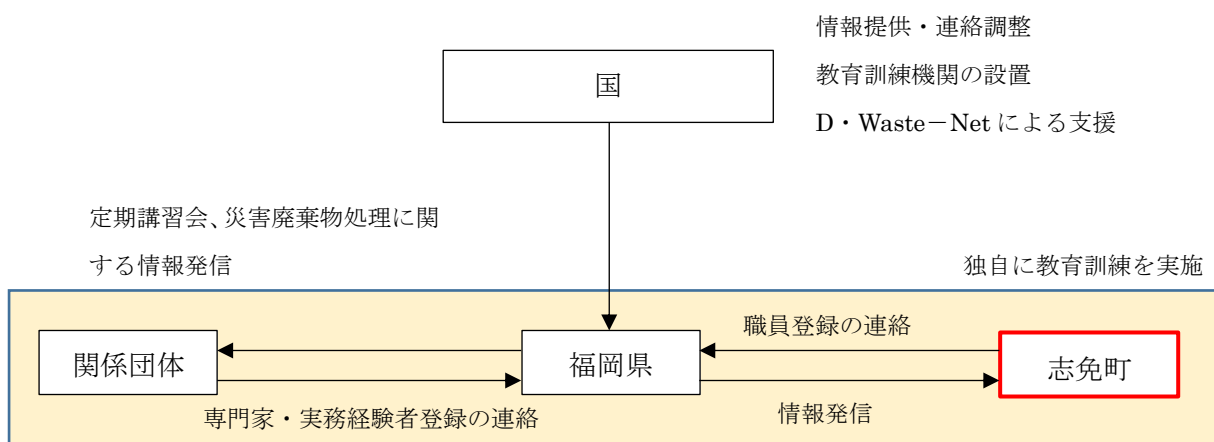 情報提供・連絡調整
教育訓練機関の設置
D・Waste－Net による支援
国
定期講習会、災害廃棄物処理に関
する情報発信
独自に教育訓練を実施
職員登録の連絡
関係団体
福岡県
志免町
専門家・実務経験者登録の連絡
情報発信